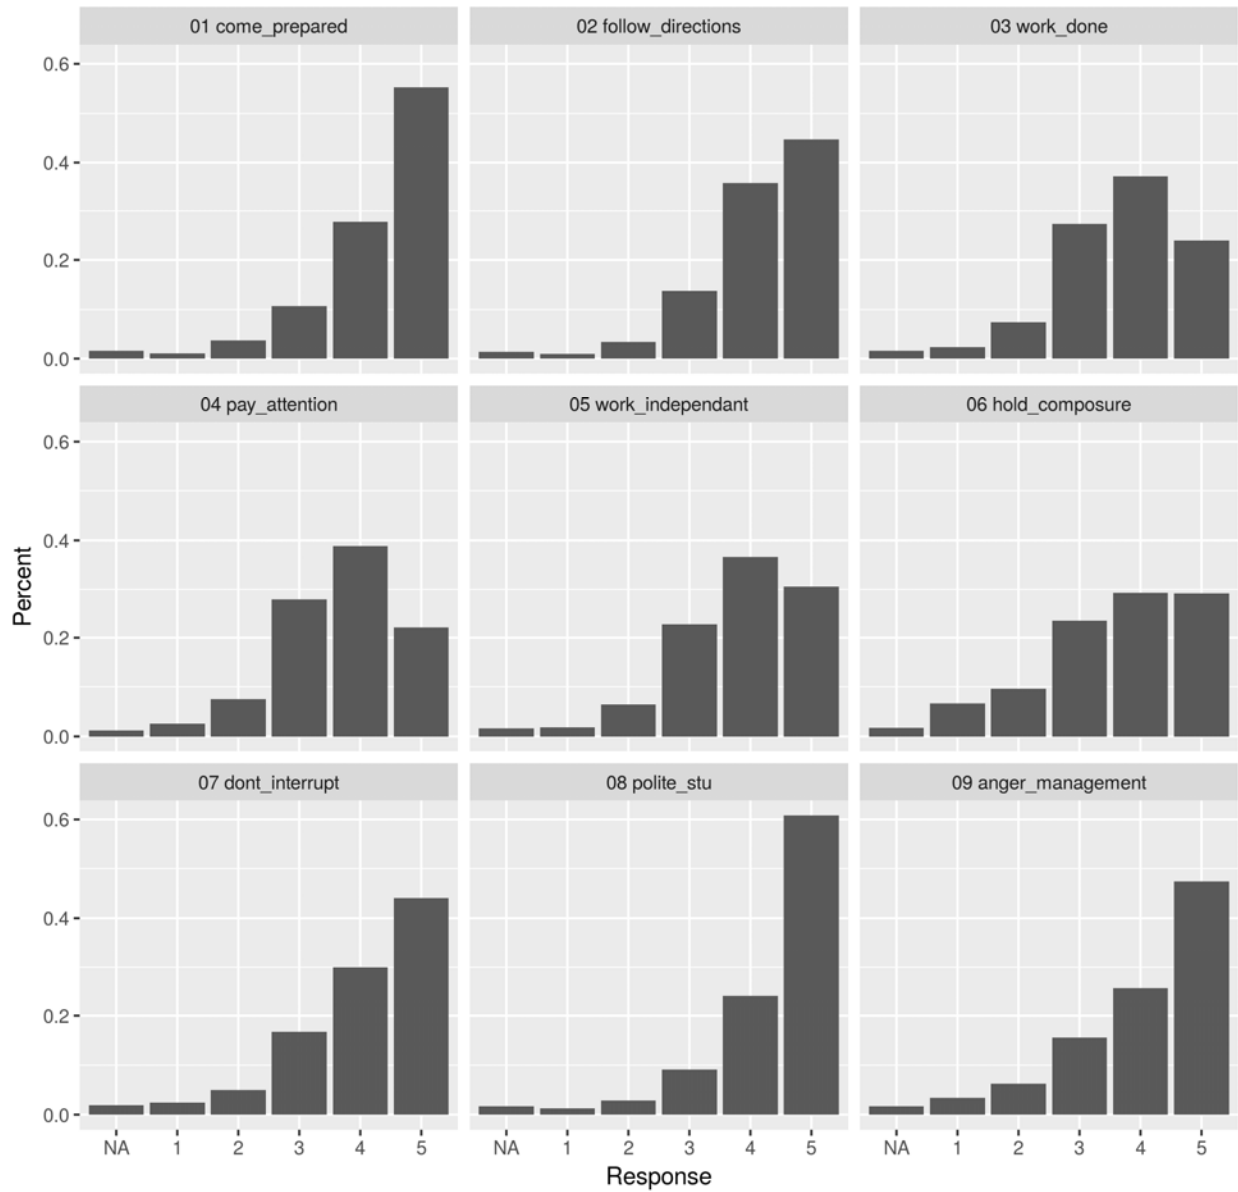 01 come_prepared
02 follow_directions
03 work_done
0.6
0.4
0.2
0.0
04 pay_attention
05 work_independant
06 hold_composure
0.6
0.4
0.2
0.0
07 dont_interrupt
08 polite_stu
09 anger_management
0.6
0.4
0.2
0.0
Percent
NA 1 2 3 4 5
NA 1 2 3 4 5
NA 1 2 3 4 5
Response